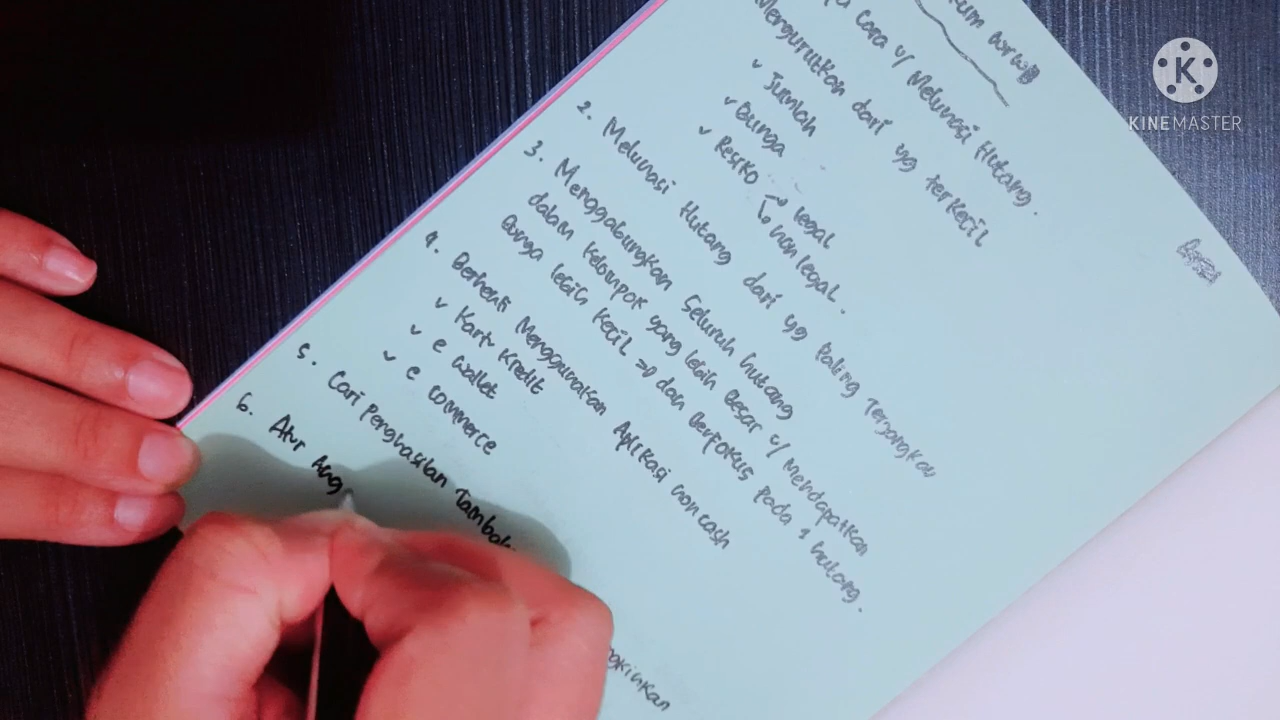 Cara u/ Melunasi Hutang.
Mengurutkan dari yg terkecil
✓ Jumlah
✓ Bunga
✓ Resiko → legal
↳ non legal.
2. Melunasi Hutang dari yg Paling Terjangkau
3. Menggabungkan Seluruh hutang
dalam Kelompok yang lebih Besar u/ Mendapatkan
Bunga lebih Kecil => dan Berfokus Pada 1 hutang.
4. Berhenti Menggunakan Aplikasi non cash
✓ Kartu Kredit
✓ e wallet
✓ e commerce
5. Cari Penghasilan Tambah
6. Atur Ang
KINEMASTER